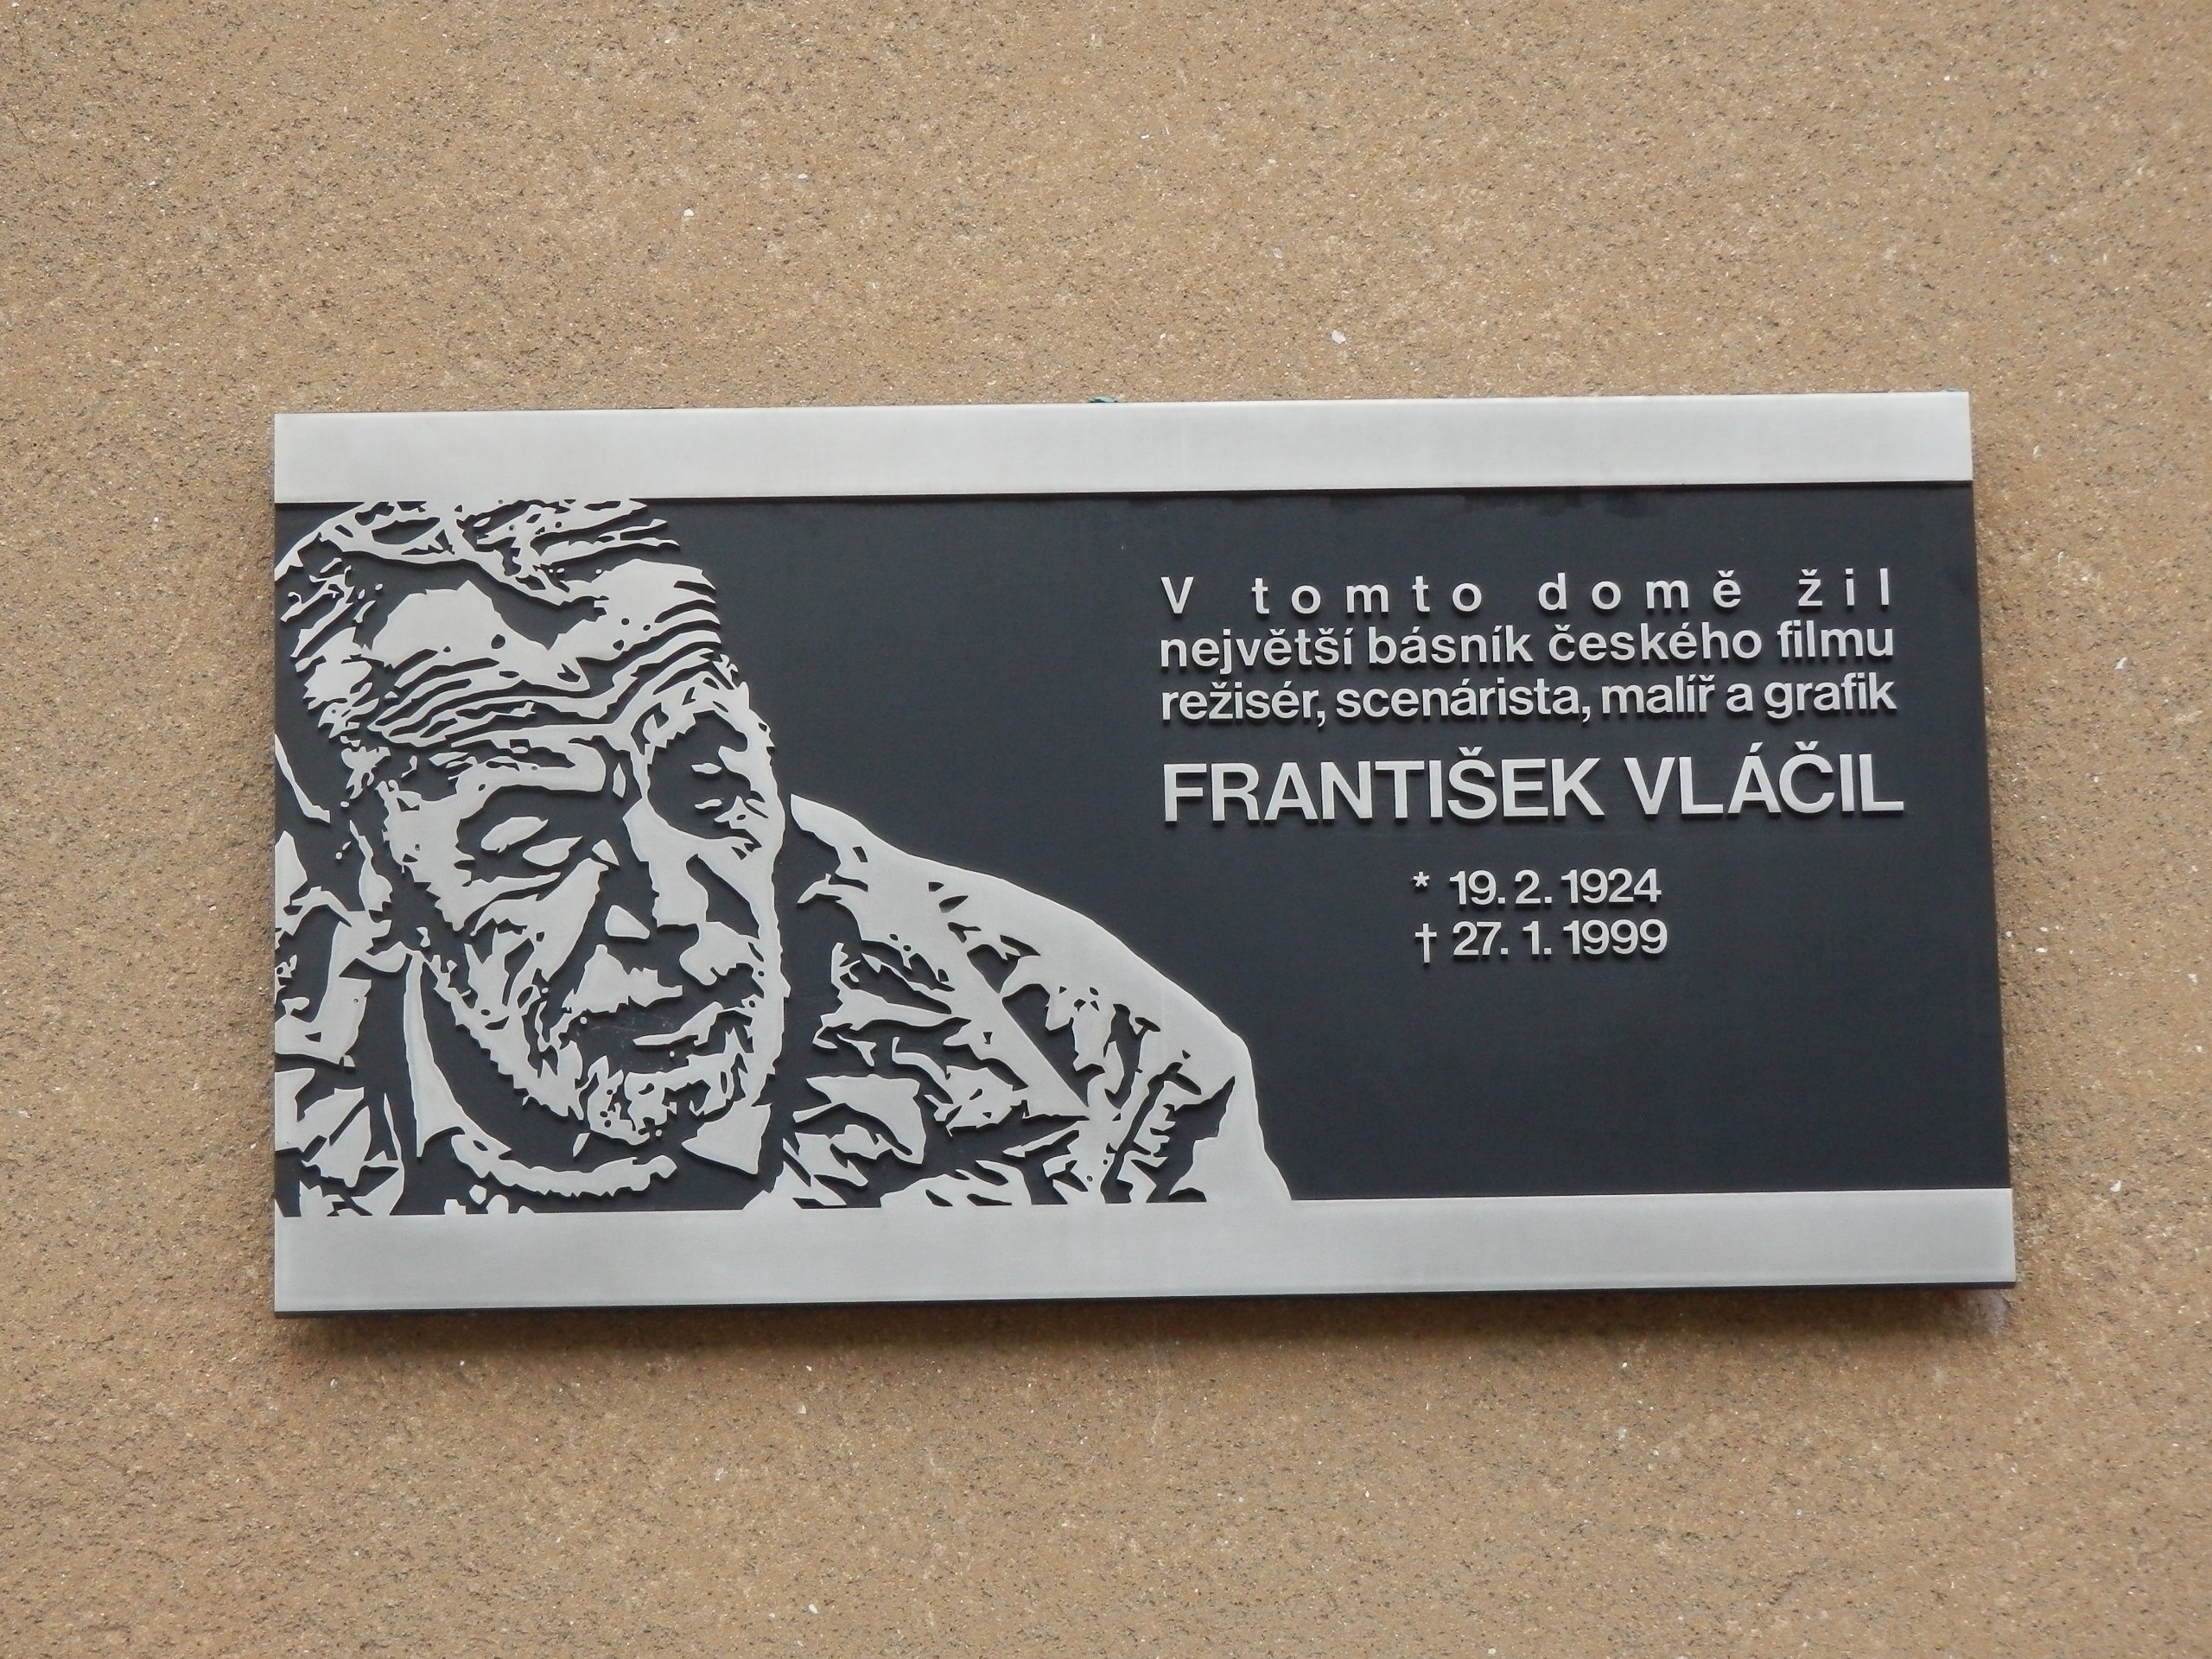 V tomto domě žil
největší básník českého filmu
režisér, scenárista, malíř a grafik
FRANTIŠEK VLÁČIL
* 19. 2. 1924
† 27. 1. 1999